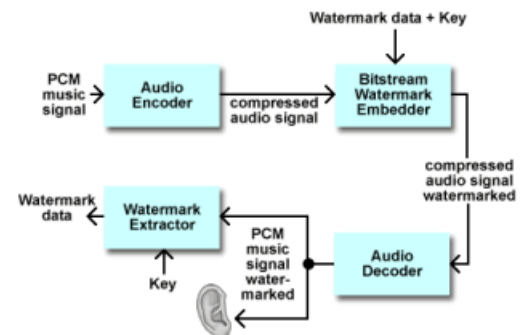 Watermark data + Key
PCM
music
signal
Audio
Encoder
compressed
audio signal
Bitstream
Watermark
Embedder
compressed
audio signal
watermarked
Watermark
data
Watermark
Extractor
Key
PCM
music
signal
water-
marked
Audio
Decoder